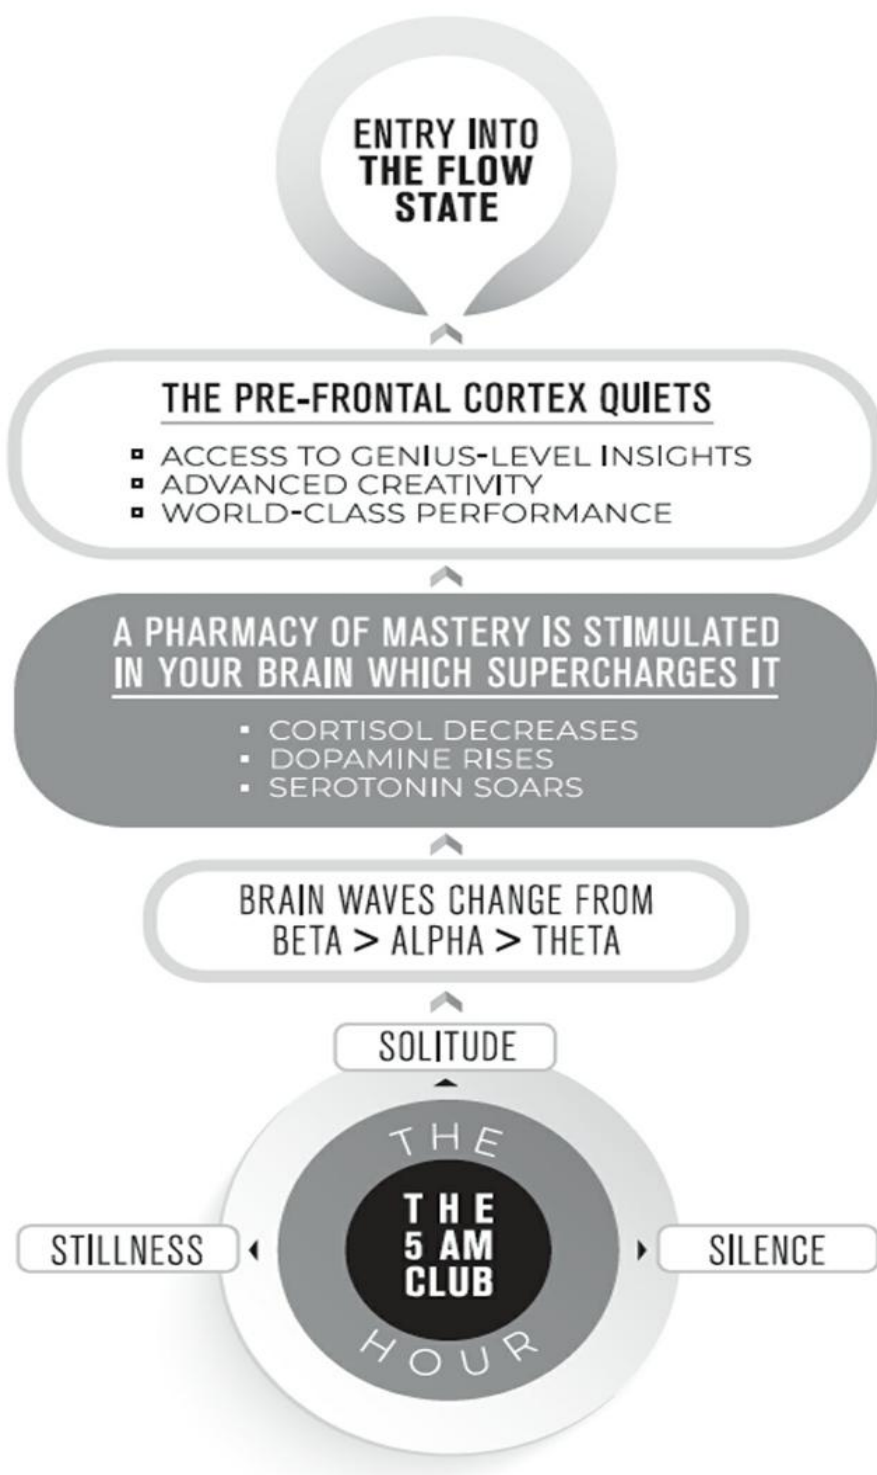 ENTRY INTO
THE FLOW
STATE
THE PRE-FRONTAL CORTEX QUIETS
ACCESS TO GENIUS-LEVEL INSIGHTS
ADVANCED CREATIVITY
WORLD-CLASS PERFORMANCE
A PHARMACY OF MASTERY IS STIMULATED
IN YOUR BRAIN WHICH SUPERCHARGES IT
CORTISOL DECREASES
DOPAMINE RISES
SEROTONIN SOARS
BRAIN WAVES CHANGE FROM
BETA > ALPHA > THETA
SOLITUDE
THE
THE
5 AM
CLUB
HOUR
STILLNESS
SILENCE